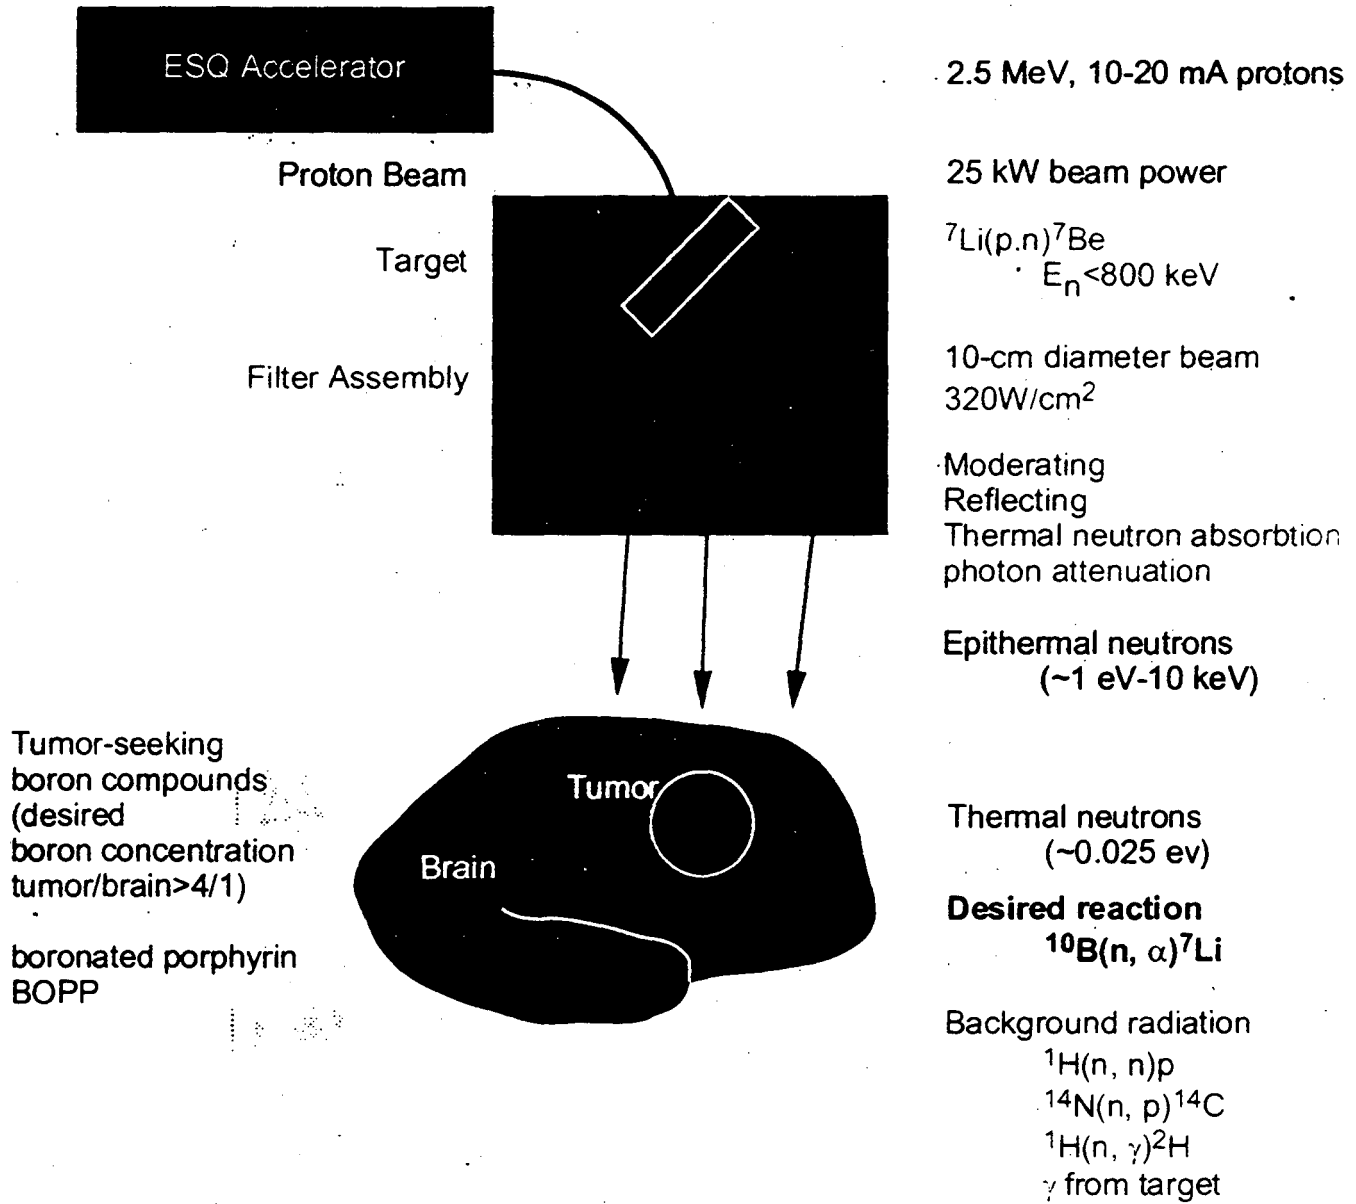 ESQ Accelerator
2.5 MeV, 10-20 mA protons
Proton Beam
25 kW beam power
Target
⁷Li(p.n)⁷Be
Eₙ<800 keV
Filter Assembly
10-cm diameter beam
320W/cm²
Moderating
Reflecting
Thermal neutron absorbtion
photon attenuation
Epithermal neutrons
(~1 eV-10 keV)
Tumor-seeking
boron compounds
(desired
boron concentration
tumor/brain>4/1)
boronated porphyrin
BOPP
Tumor
Brain
Thermal neutrons
(~0.025 ev)
Desired reaction
¹⁰B(n, α)⁷Li
Background radiation
¹H(n, n)p
¹⁴N(n, p)¹⁴C
¹H(n, γ)²H
γ from target